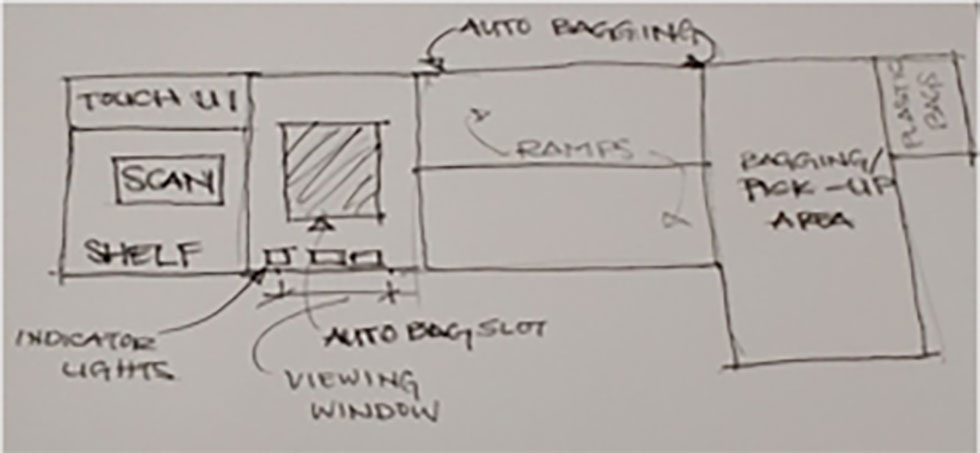 AUTO BAGGING
TOUCH UI
PLASTIC
BAGS
SCAN
RAMPS
BAGGING/
PICK-UP
AREA
SHELF
INDICATOR
LIGHTS
AUTO BAG SLOT
VIEWING
WINDOW